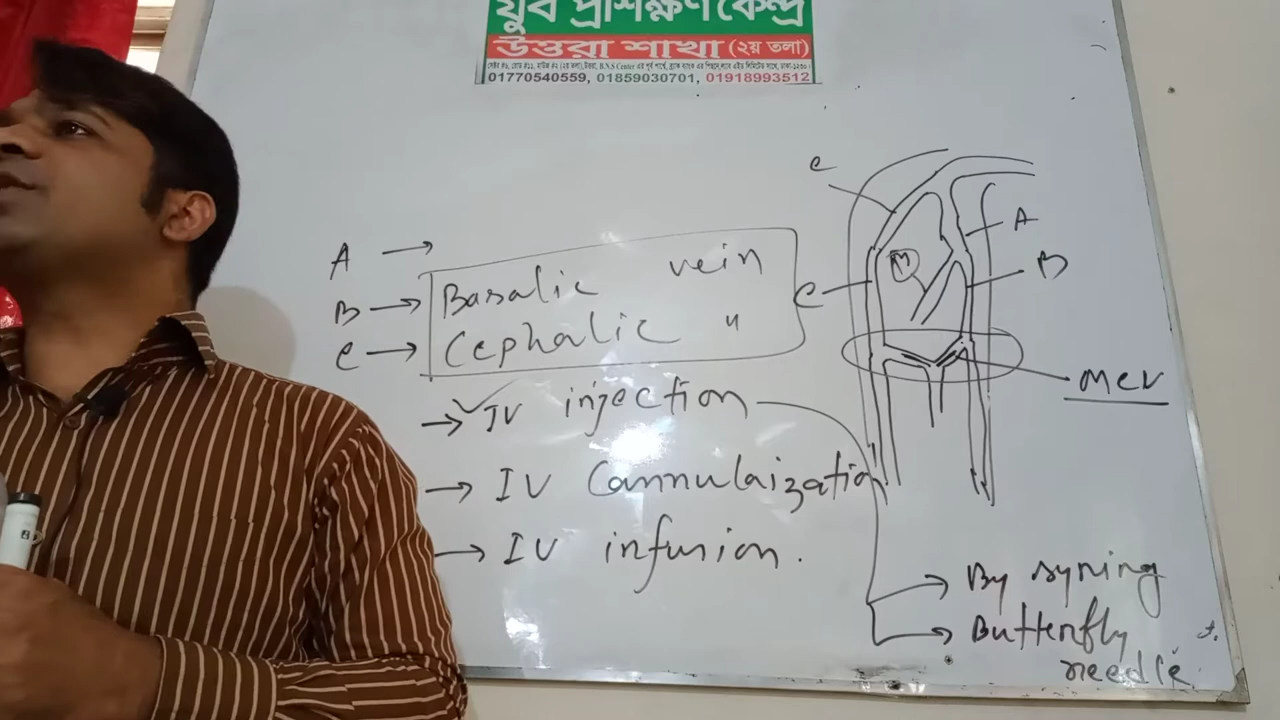 যুব প্রশিক্ষণ কেন্দ্র
উত্তরা শাখা (২য় তলা)
01770540559, 01859030701, 01918993512
A →
B → Basalic vein
C → Cephalic "
→ ✓ IV injection
→ IV Cannulaization
→ IV infusion.
C
A
M
B
C
MCV
→ By syring
→ Butterfly
needle